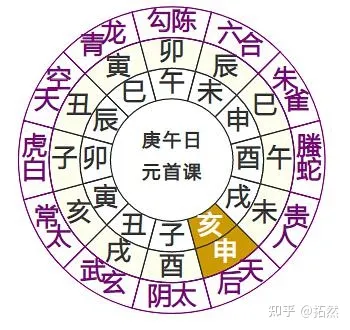 勾陈
六合
朱雀
螣蛇
贵人
天后
太阴
玄武
太常
白虎
天空
青龙
卯
辰
巳
午
未
申
酉
戌
亥
子
丑
寅
午
未
申
酉
戌
亥
子
丑
寅
卯
辰
巳
庚午日
元首课
知乎 @拓然